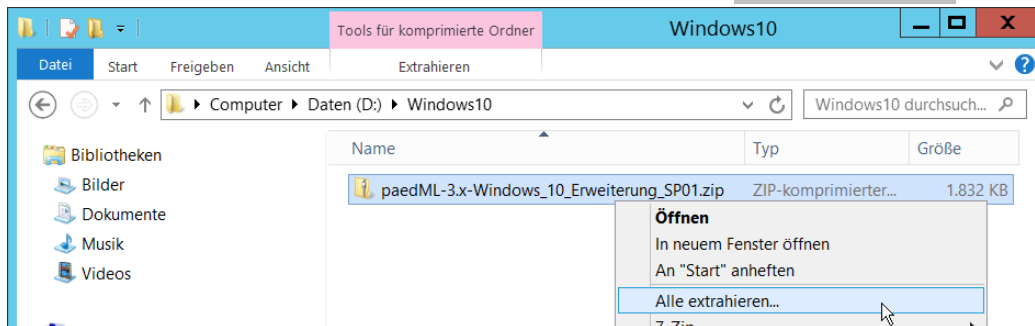 Tools für komprimierte Ordner
Windows10
Datei Start Freigeben Ansicht Extrahieren
Computer Daten (D:) Windows10
Windows10 durchsuch...
Name Typ Größe
Bibliotheken
paedML-3.x-Windows_10_Erweiterung_SP01.zip ZIP-komprimierter... 1.832 KB
Bilder
Öffnen
Dokumente
In neuem Fenster öffnen
Musik
An "Start" anheften
Videos
Alle extrahieren...